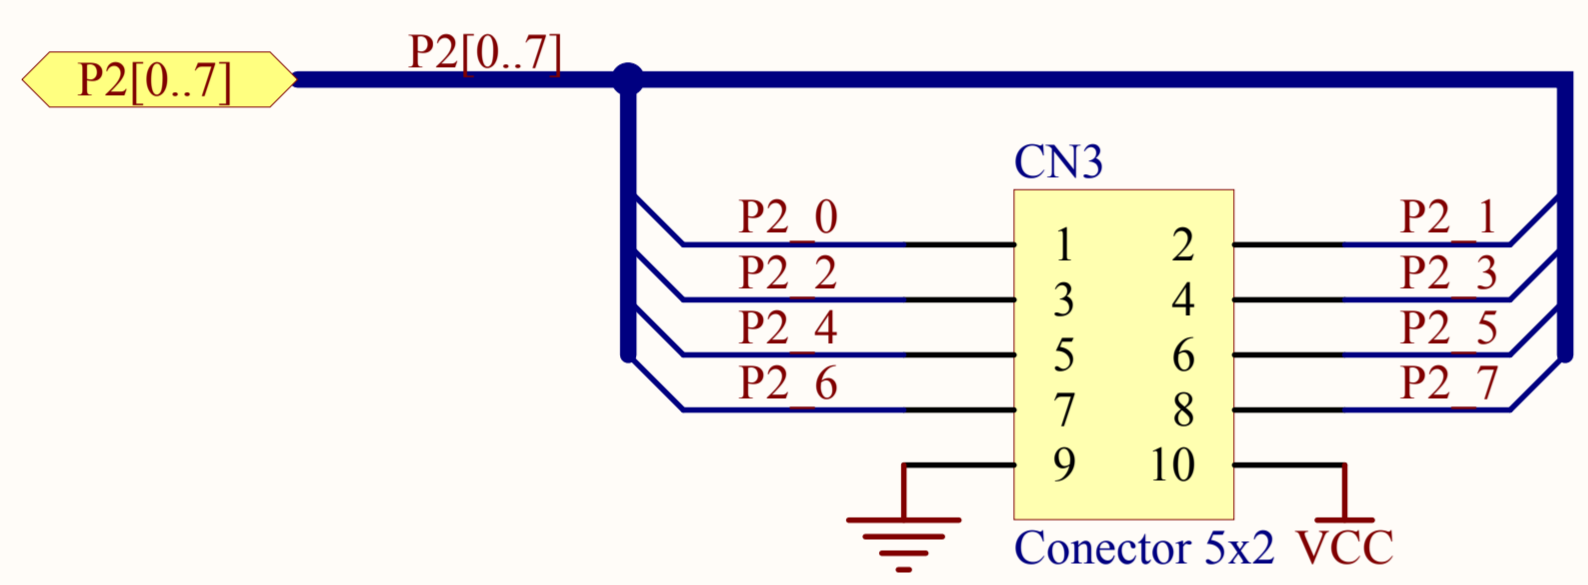 P2[0..7]
P2[0..7]
CN3
P2_0 1 2 P2_1
P2_2 3 4 P2_3
P2_4 5 6 P2_5
P2_6 7 8 P2_7
9 10
Conector 5x2 VCC